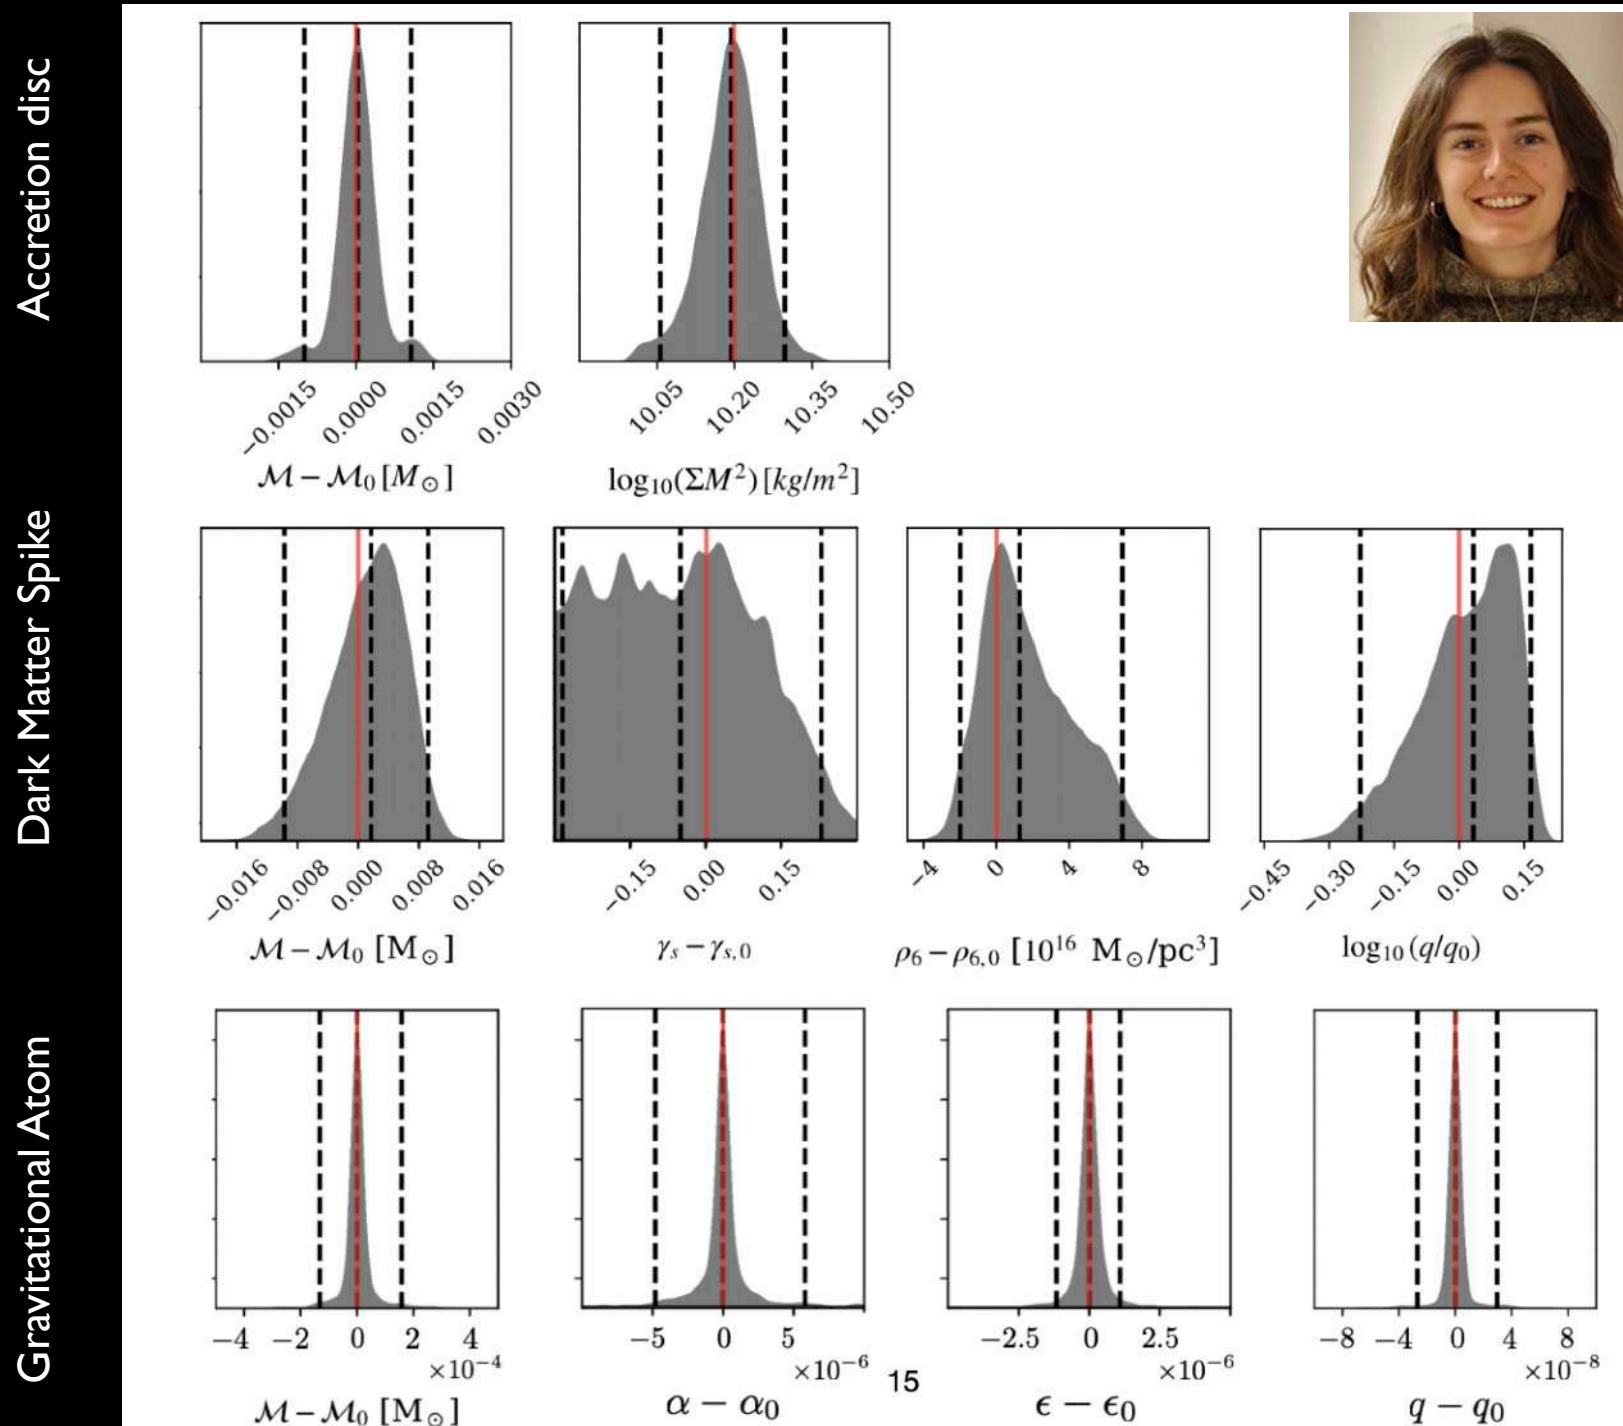 Accretion disc
−0.0015 0.0000 0.0015 0.0030
ℳ − ℳ₀ [M⊙]
10.05 10.20 10.35 10.50
log₁₀(ΣM²) [kg/m²]
Dark Matter Spike
−0.016 −0.008 0.000 0.008 0.016
ℳ − ℳ₀ [M⊙]
−0.15 0.00 0.15
γₛ − γₛ,₀
−4 0 4 8
ρ₆ − ρ₆,₀ [10¹⁶ M⊙/pc³]
−0.45 −0.30 −0.15 0.00 0.15
log₁₀(q/q₀)
Gravitational Atom
−4 −2 0 2 4
×10⁻⁴
ℳ − ℳ₀ [M⊙]
−5 0 5
×10⁻⁶
α − α₀
−2.5 0 2.5
×10⁻⁶
ϵ − ϵ₀
−8 −4 0 4 8
×10⁻⁸
q − q₀
15